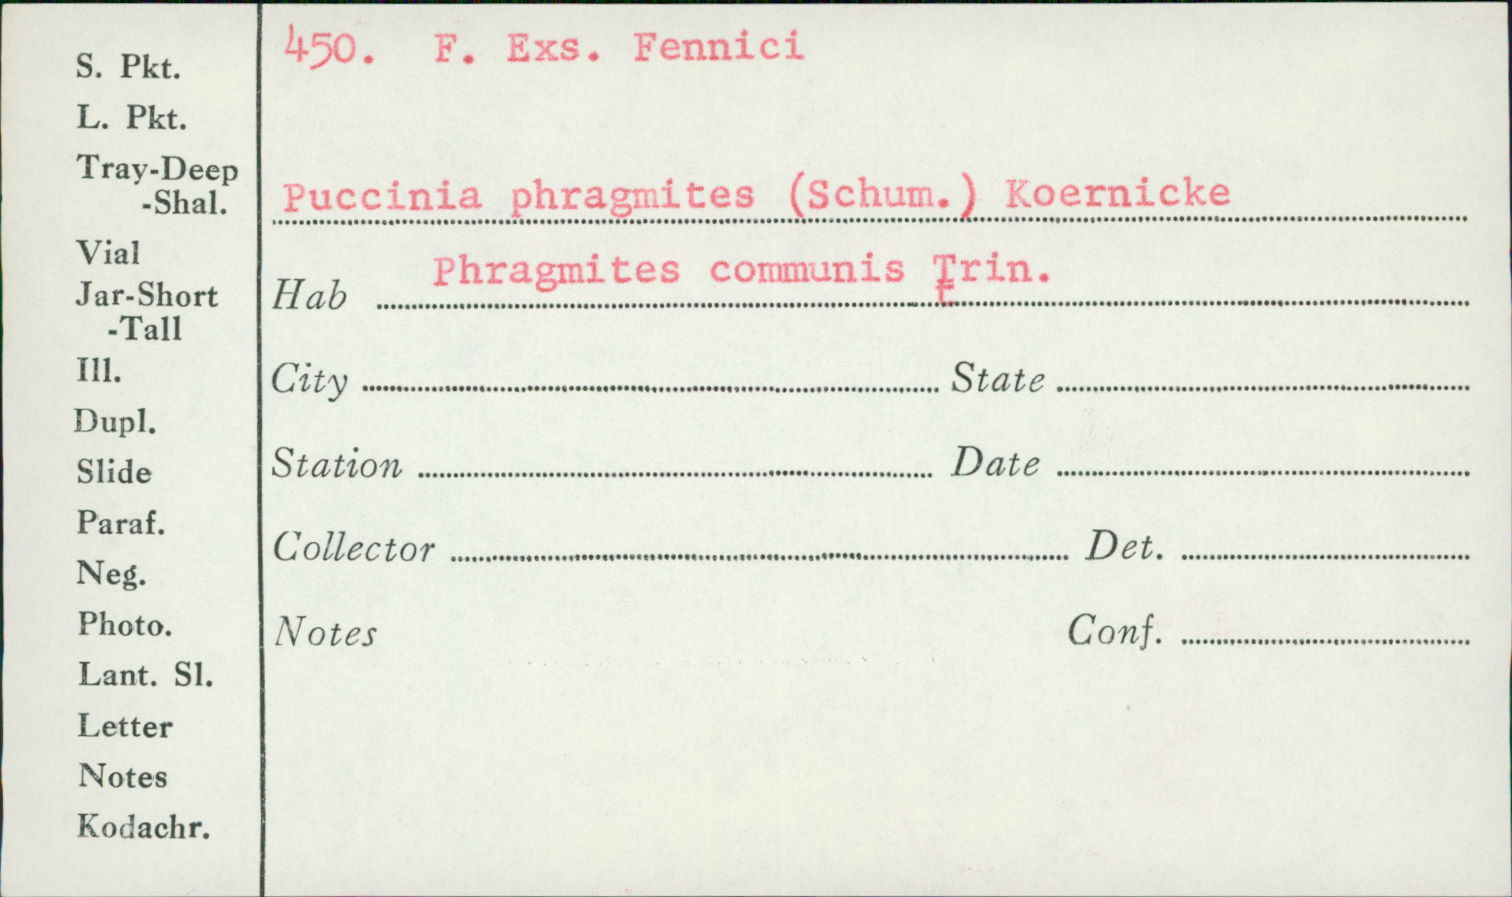 S. Pkt.
L. Pkt.
Tray-Deep
-Shal.
Vial
Jar-Short
-Tall
Ill.
Dupl.
Slide
Paraf.
Neg.
Photo.
Lant. Sl.
Letter
Notes
Kodachr.
450. F. Exs. Fennici
Puccinia phragmites (Schum.) Koernicke
Hab Phragmites communis Trin.
City State
Station Date
Collector Det.
Notes Conf.